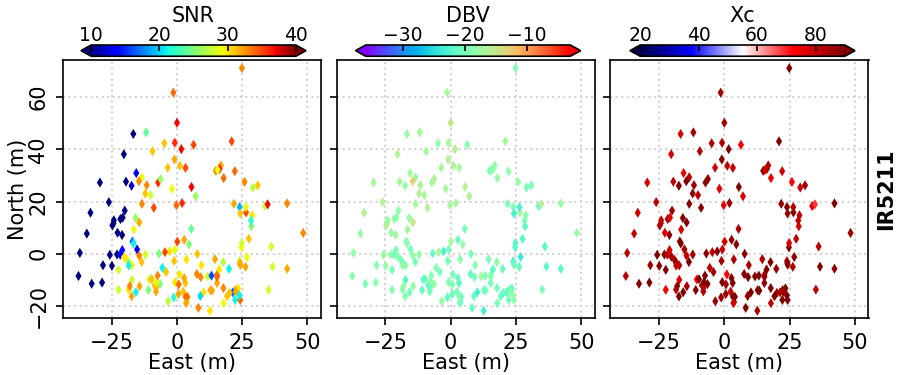 SNR DBV Xc
10 20 30 40 −30 −20 −10 20 40 60 80
60
40
20
0
−20
North (m)
IR5211
−25 0 25 50 −25 0 25 50 −25 0 25 50
East (m) East (m) East (m)